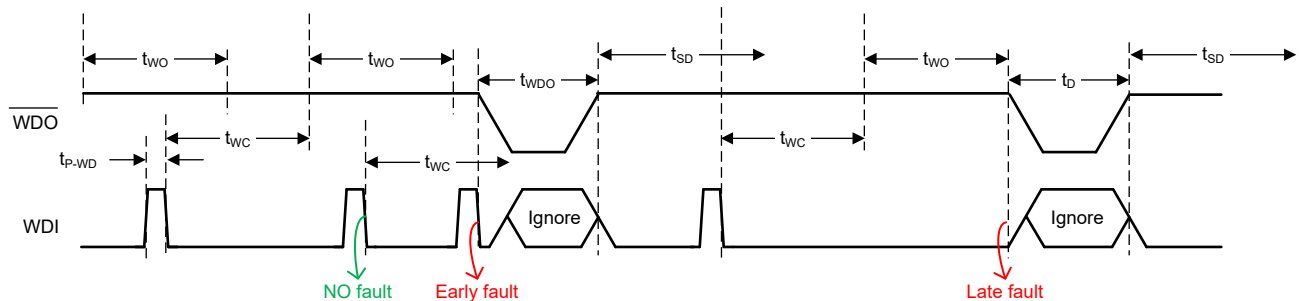 tWO
tWO
tWDO
tSD
tWO
tD
tSD
WDO
tWC
tWC
tWC
tP-WD
WDI
Ignore
Ignore
NO fault
Early fault
Late fault